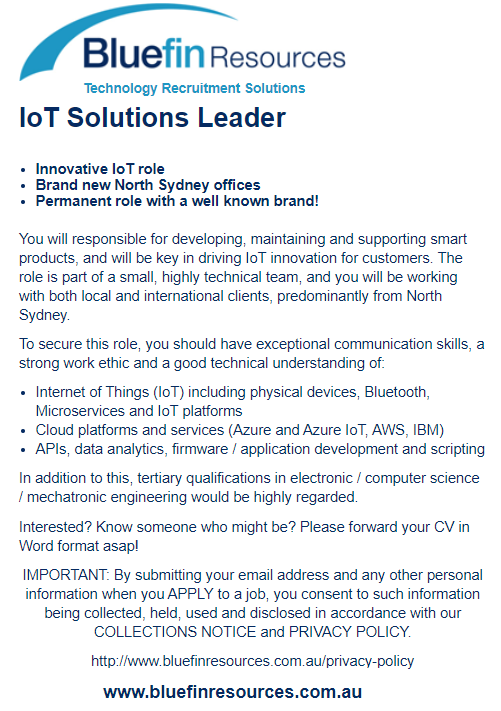 Bluefin Resources
Technology Recruitment Solutions
IoT Solutions Leader
• Innovative IoT role
• Brand new North Sydney offices
• Permanent role with a well known brand!
You will responsible for developing, maintaining and supporting smart
products, and will be key in driving IoT innovation for customers. The
role is part of a small, highly technical team, and you will be working
with both local and international clients, predominantly from North
Sydney.
To secure this role, you should have exceptional communication skills, a
strong work ethic and a good technical understanding of:
• Internet of Things (IoT) including physical devices, Bluetooth,
Microservices and IoT platforms
• Cloud platforms and services (Azure and Azure IoT, AWS, IBM)
• APIs, data analytics, firmware / application development and scripting
In addition to this, tertiary qualifications in electronic / computer science
/ mechatronic engineering would be highly regarded.
Interested? Know someone who might be? Please forward your CV in
Word format asap!
IMPORTANT: By submitting your email address and any other personal
information when you APPLY to a job, you consent to such information
being collected, held, used and disclosed in accordance with our
COLLECTIONS NOTICE and PRIVACY POLICY.
http://www.bluefinresources.com.au/privacy-policy
www.bluefinresources.com.au